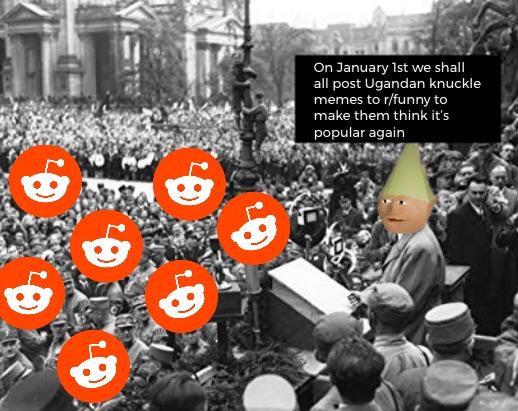 On January 1st we shall
all post Ugandan knuckle
memes to r/funny to
make them think it's
popular again